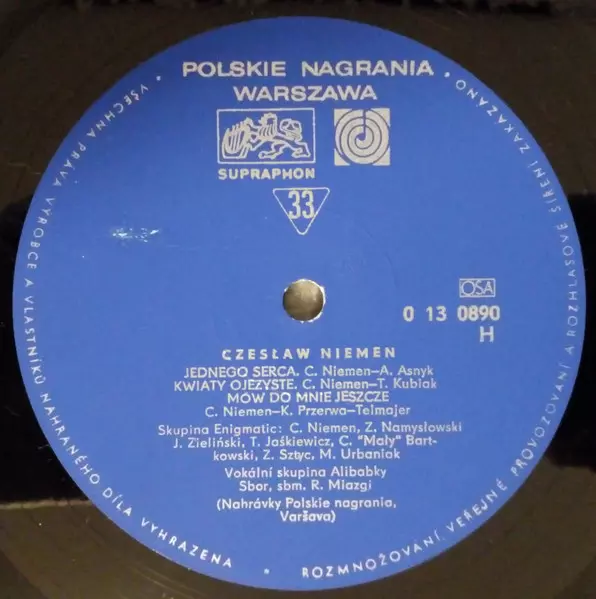 POLSKIE NAGRANIA
WARSZAWA
SUPRAPHON
33
OSA
0 13 0890
H
CZESŁAW NIEMEN
JEDNEGO SERCA. C. Niemen–A. Asnyk
KWIATY OJEZYSTE. C. Niemen–T. Kubiak
MÓW DO MNIE JESZCZE
C. Niemen–K. Przerwa–Telmajer
Skupina Enigmatic: C. Niemen, Z. Namysłowski
J. Zieliński, T. Jaśkiewicz, C. "Mały" Bart-
kowski, Z. Sztyc, M. Urbaniak
Vokální skupina Alibabky
Sbor, sbm. R. Miazgi
(Nahrávky Polskie nagrania,
Varšava)
• VŠECHNA PRÁVA VÝROBCE A VLASTNÍKŮ NAHRANÉHO DÍLA VYHRAZENA • ROZMNOŽOVÁNÍ, VEŘEJNÉ PROVOZOVÁNÍ A ROZHLASOVÉ ŠÍŘENÍ ZAKÁZÁNO •